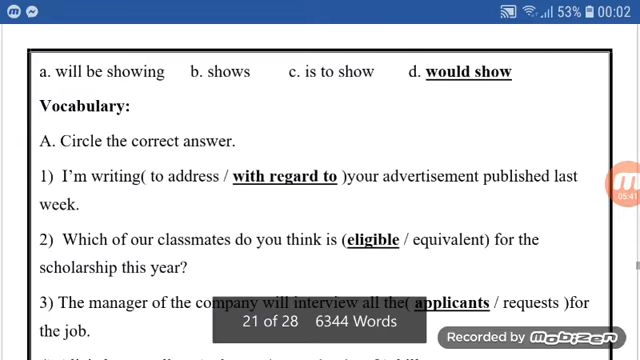 53% 00:02
a. will be showing b. shows c. is to show d. would show
Vocabulary:
A. Circle the correct answer.
1) I'm writing( to address / with regard to )your advertisement published last
week.
2) Which of our classmates do you think is (eligible / equivalent) for the
scholarship this year?
05:41
3) The manager of the company will interview all the( applicants / requests )for
the job.
21 of 28 6344 Words
Recorded by mobizen